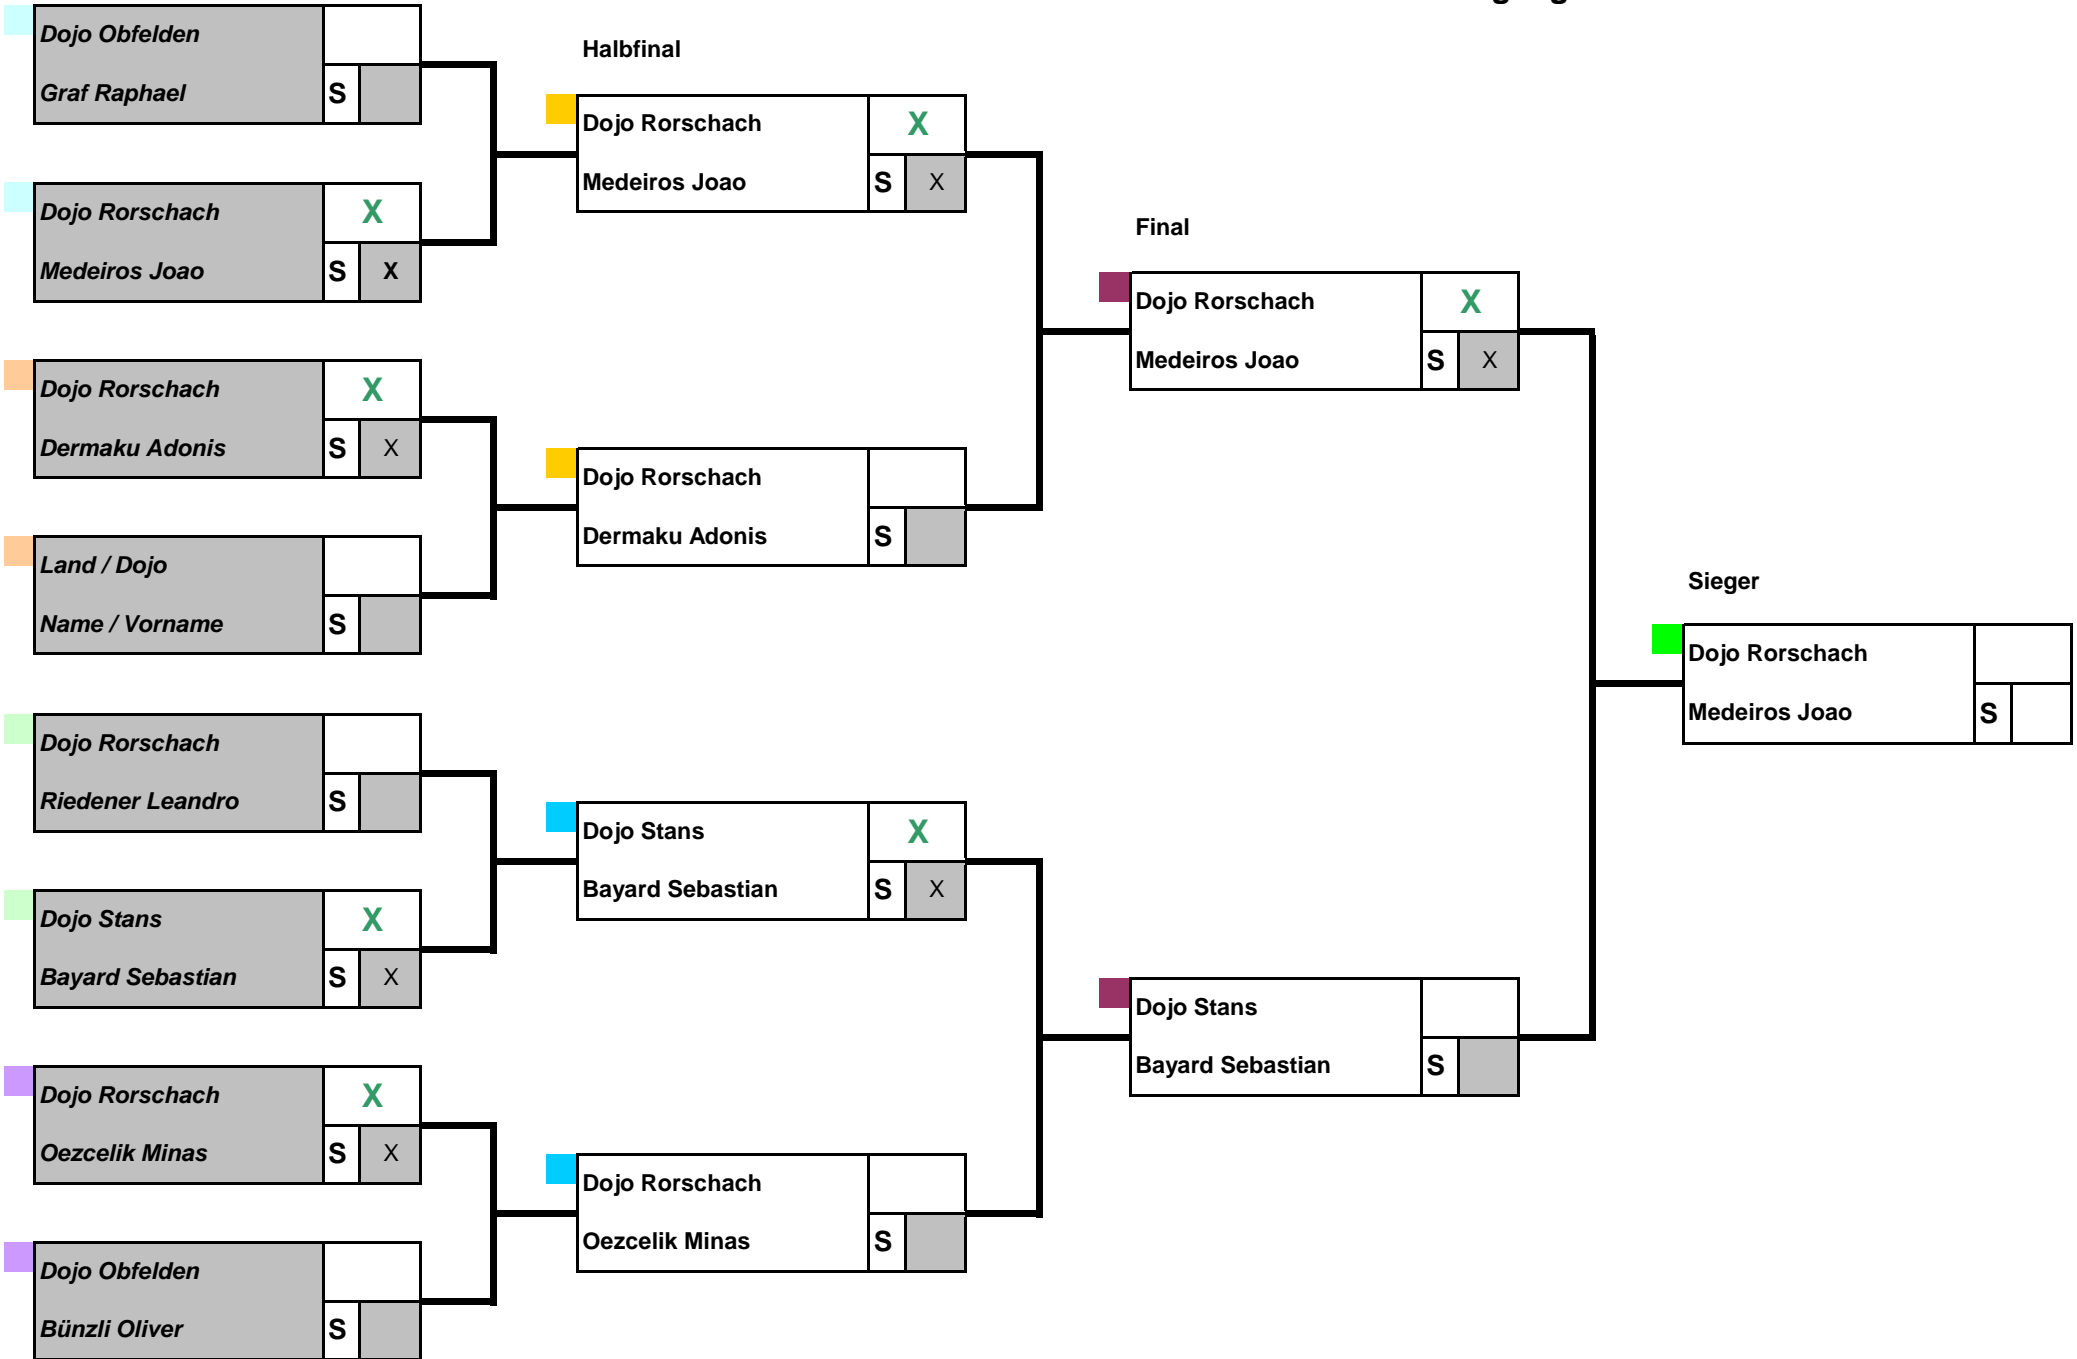 Dojo Obfelden
Graf Raphael S
Dojo Rorschach X
Medeiros Joao S X
Dojo Rorschach X
Dermaku Adonis S X
Land / Dojo
Name / Vorname S
Dojo Rorschach
Riedener Leandro S
Dojo Stans X
Bayard Sebastian S X
Dojo Rorschach X
Oezcelik Minas S X
Dojo Obfelden
Bünzli Oliver S
Halbfinal
Dojo Rorschach X
Medeiros Joao S X
Dojo Rorschach
Dermaku Adonis S
Dojo Stans X
Bayard Sebastian S X
Dojo Rorschach
Oezcelik Minas S
Final
Dojo Rorschach X
Medeiros Joao S X
Dojo Stans
Bayard Sebastian S
Sieger
Dojo Rorschach
Medeiros Joao S